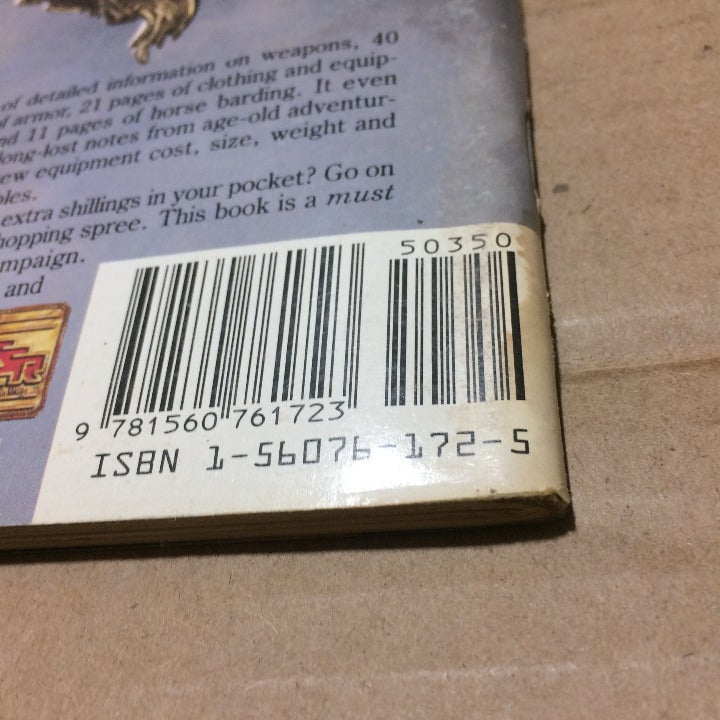 of detailed information on weapons, 40
of armor, 21 pages of clothing and equip-
nd 11 pages of horse barding. It even
long-lost notes from age-old adventur-
ew equipment cost, size, weight and
ples.
extra shillings in your pocket? Go on
hopping spree. This book is a must
mpaign.
and
TSR
50350
9 781560 761723
ISBN 1-56076-172-5